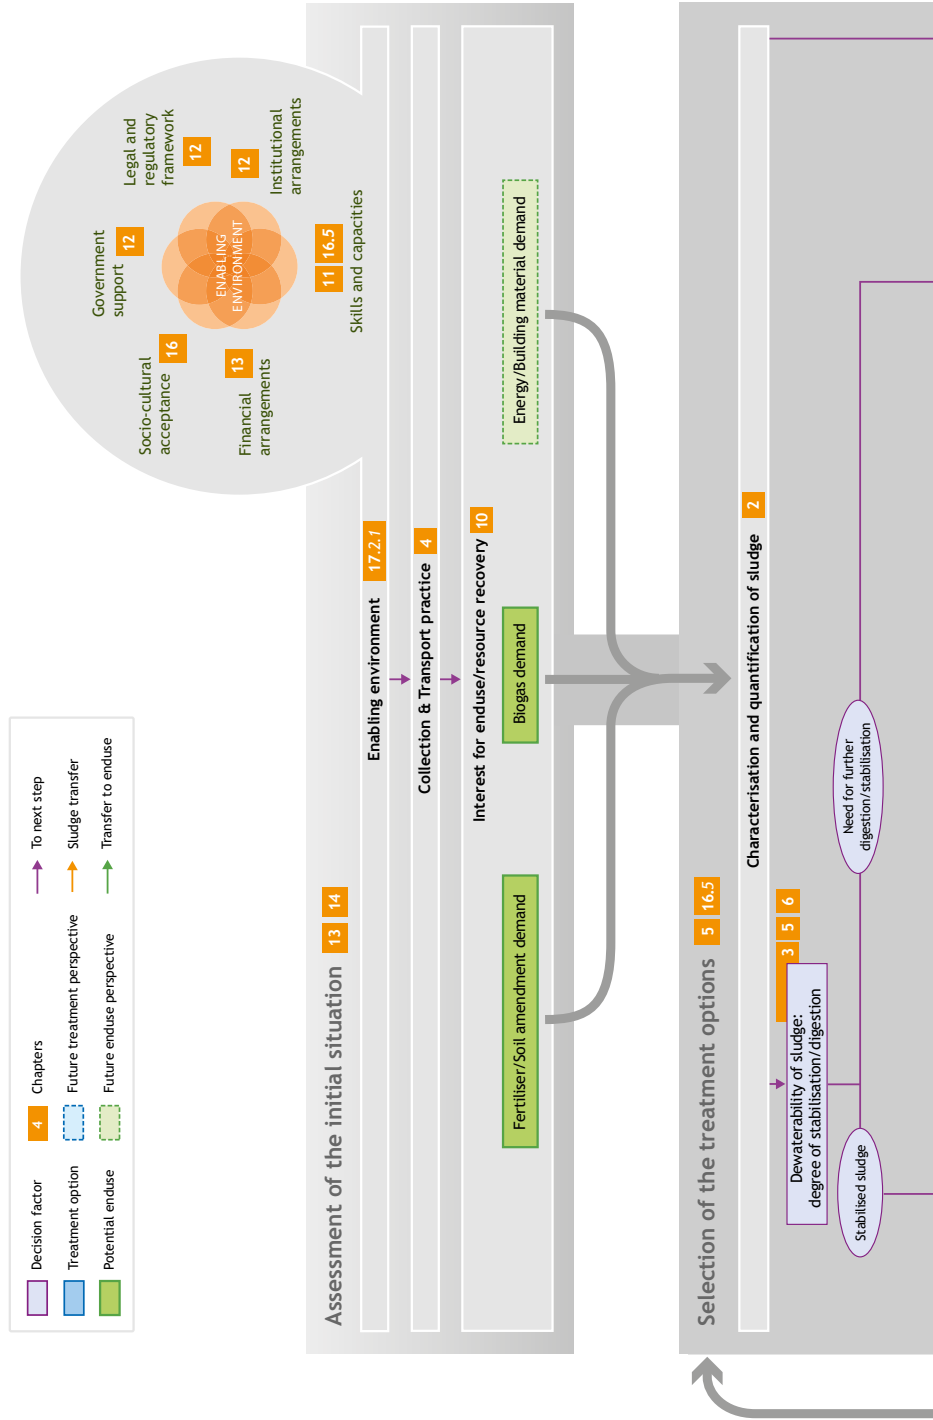 Decision factor
Treatment option
Potential enduse
4
Chapters
Future treatment perspective
Future enduse perspective
To next step
Sludge transfer
Transfer to enduse
Socio-cultural
acceptance
16
Government
support
12
Legal and
regulatory
framework
12
Financial
arrangements
13
ENABLING
ENVIRONMENT
12
Institutional
arrangements
11
16.5
Skills and capacities
Assessment of the initial situation
13
14
Enabling environment
17.2.1
Collection & Transport practice
4
Interest for enduse/resource recovery
10
Fertiliser/Soil amendment demand
Biogas demand
Energy/Building material demand
Selection of the treatment options
5
16.5
Characterisation and quantification of sludge
2
3
5
6
Dewaterability of sludge:
degree of stabilisation/digestion
Stabilised sludge
Need for further
digestion/stabilisation